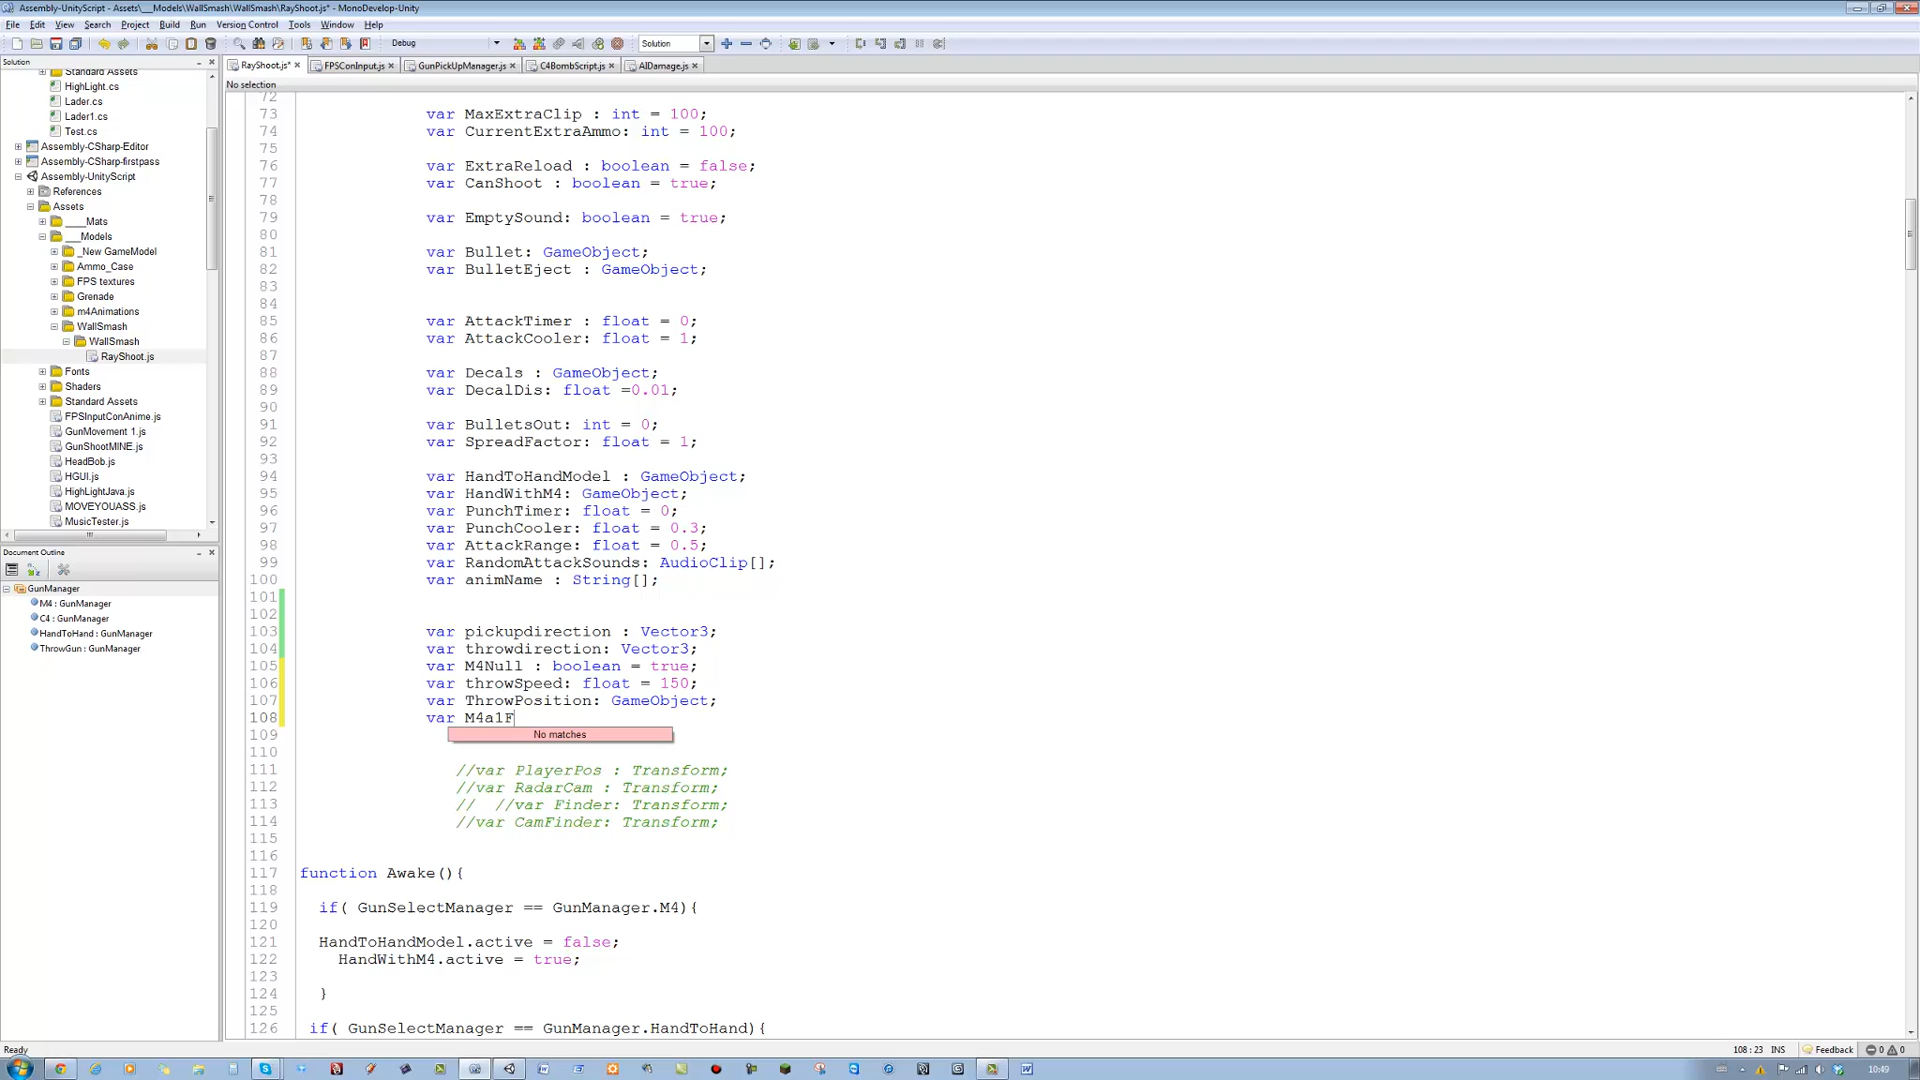 Assembly-UnityScript - Assets\__Models\WallSmash\WallSmash\RayShoot.js* - MonoDevelop-Unity
File Edit View Search Project Build Run Version Control Tools Window Help
Debug
Solution
Solution
RayShoot.js*
FPSConInput.js
GunPickUpManager.js
C4BombScript.js
AIDamage.js
No selection
Standard Assets
HighLight.cs
Lader.cs
Lader1.cs
Test.cs
Assembly-CSharp-Editor
Assembly-CSharp-firstpass
Assembly-UnityScript
References
Assets
____Mats
___Models
_New GameModel
Ammo_Case
FPS textures
Grenade
m4Animations
WallSmash
WallSmash
RayShoot.js
Fonts
Shaders
Standard Assets
FPSInputConAnime.js
GunMovement 1.js
GunShootMINE.js
HeadBob.js
HGUI.js
HighLightJava.js
MOVEYOUASS.js
MusicTester.js
Document Outline
GunManager
M4 : GunManager
C4 : GunManager
HandToHand : GunManager
ThrowGun : GunManager
72
73 var MaxExtraClip : int = 100;
74 var CurrentExtraAmmo: int = 100;
75
76 var ExtraReload : boolean = false;
77 var CanShoot : boolean = true;
78
79 var EmptySound: boolean = true;
80
81 var Bullet: GameObject;
82 var BulletEject : GameObject;
83
84
85 var AttackTimer : float = 0;
86 var AttackCooler: float = 1;
87
88 var Decals : GameObject;
89 var DecalDis: float =0.01;
90
91 var BulletsOut: int = 0;
92 var SpreadFactor: float = 1;
93
94 var HandToHandModel : GameObject;
95 var HandWithM4: GameObject;
96 var PunchTimer: float = 0;
97 var PunchCooler: float = 0.3;
98 var AttackRange: float = 0.5;
99 var RandomAttackSounds: AudioClip[];
100 var animName : String[];
101
102
103 var pickupdirection : Vector3;
104 var throwdirection: Vector3;
105 var M4Null : boolean = true;
106 var throwSpeed: float = 150;
107 var ThrowPosition: GameObject;
108 var M4a1F
109 No matches
110
111 //var PlayerPos : Transform;
112 //var RadarCam : Transform;
113 // //var Finder: Transform;
114 //var CamFinder: Transform;
115
116
117 function Awake(){
118
119 if( GunSelectManager == GunManager.M4){
120
121 HandToHandModel.active = false;
122 HandWithM4.active = true;
123
124 }
125
126 if( GunSelectManager == GunManager.HandToHand){
Ready
108 : 23 INS
Feedback
0
0
10:49